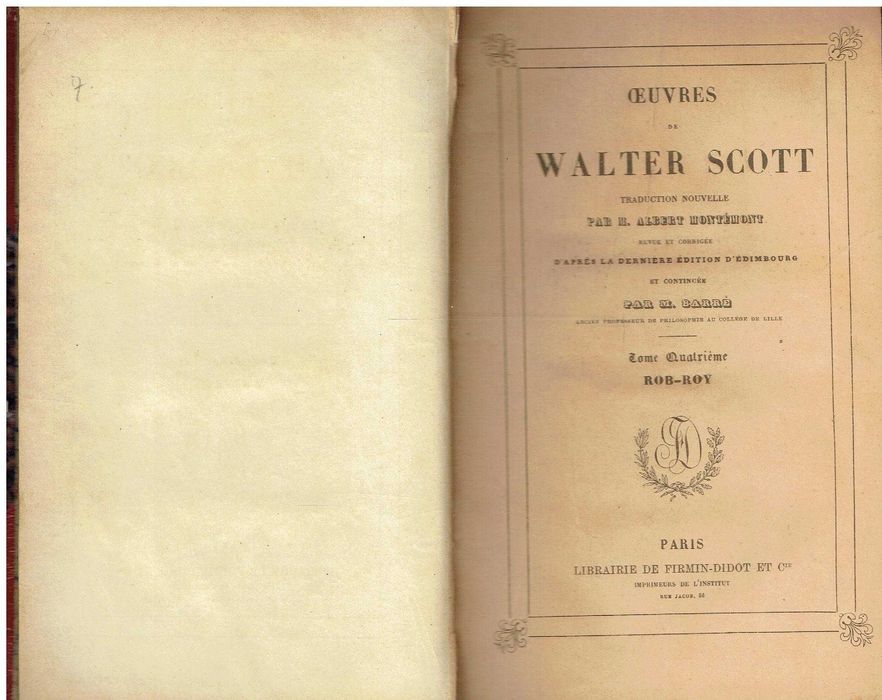 7.
ŒUVRES
DE
WALTER SCOTT
TRADUCTION NOUVELLE
PAR M. ALBERT MONTÉMONT
REVUE ET CORRIGÉE
D'APRÈS LA DERNIÈRE ÉDITION D'ÉDIMBOURG
ET CONTINUÉE
PAR M. BARRÉ
ANCIEN PROFESSEUR DE PHILOSOPHIE AU COLLÈGE DE LILLE
Tome Quatrième
ROB-ROY
PARIS
LIBRAIRIE DE FIRMIN-DIDOT ET Cie
IMPRIMEURS DE L'INSTITUT
RUE JACOB, 56